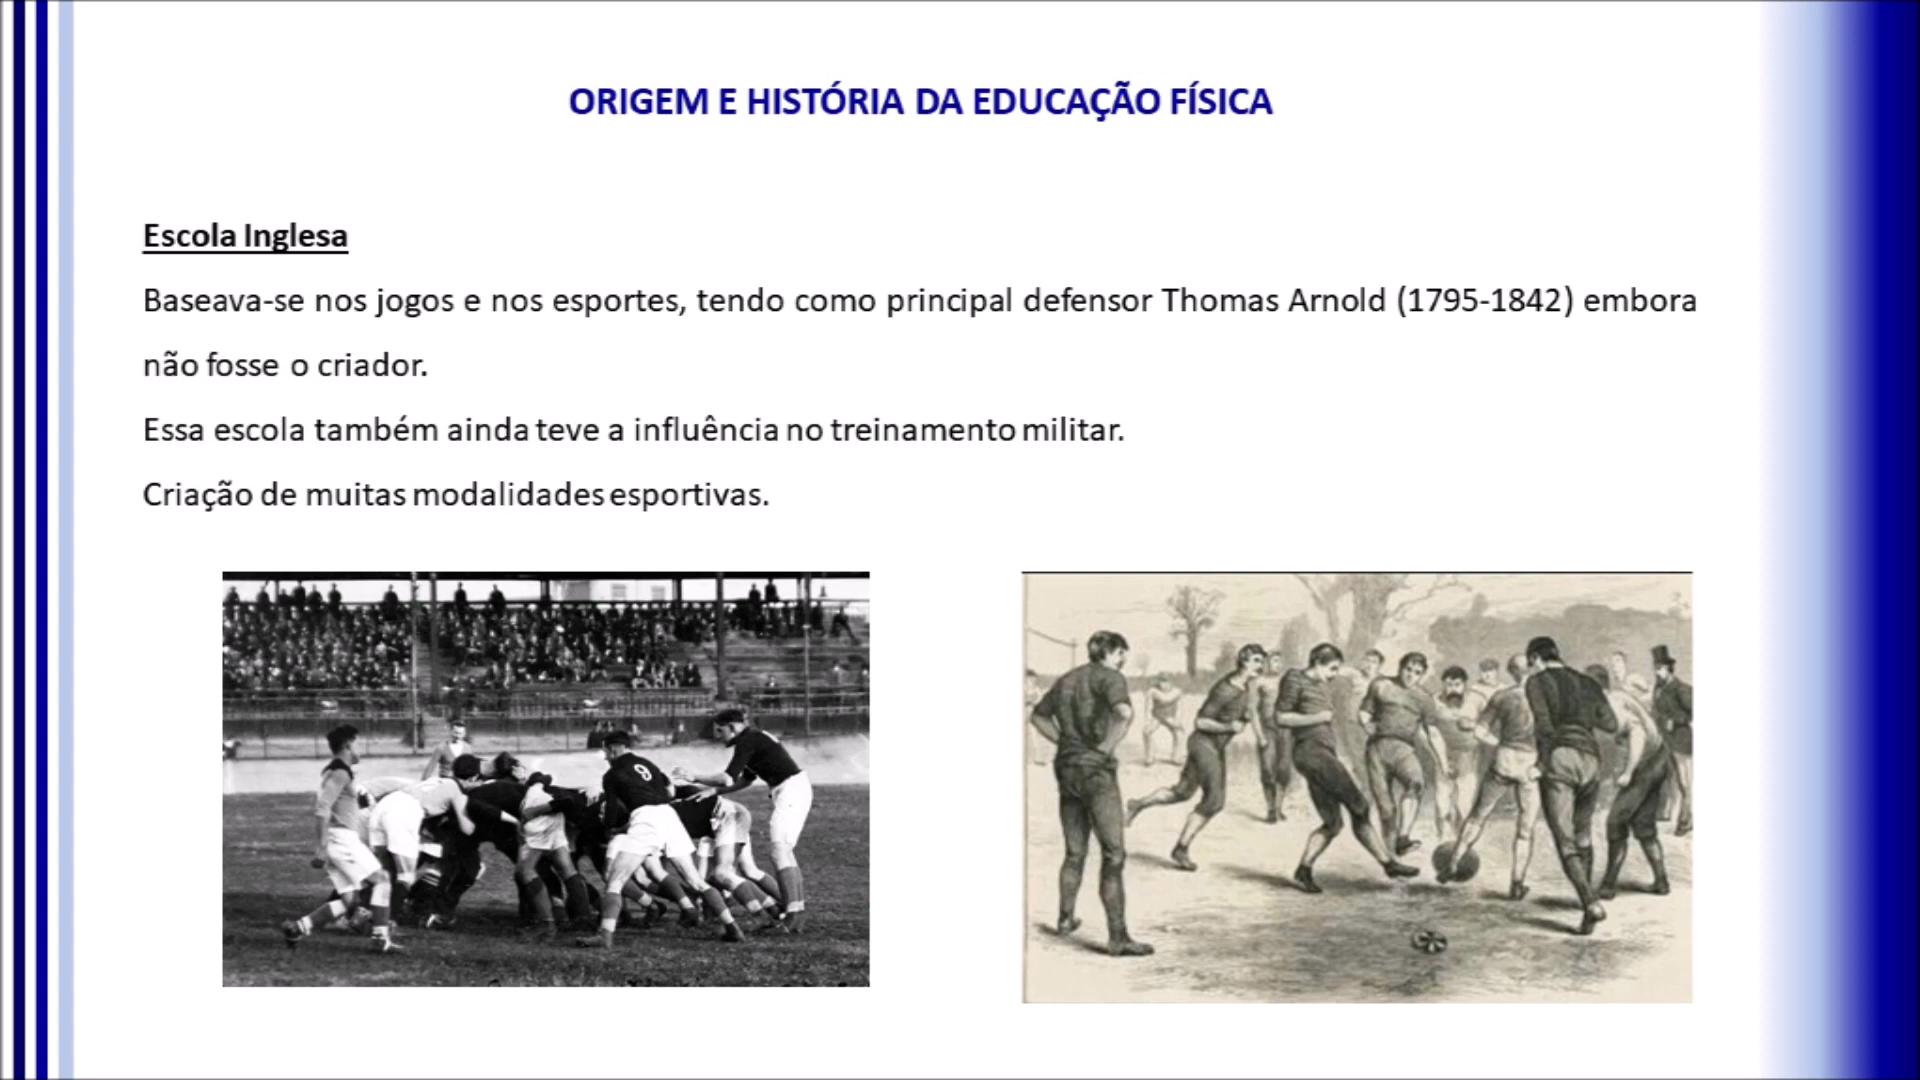 ORIGEM E HISTÓRIA DA EDUCAÇÃO FÍSICA
Escola Inglesa
Baseava-se nos jogos e nos esportes, tendo como principal defensor Thomas Arnold (1795-1842) embora
não fosse o criador.
Essa escola também ainda teve a influência no treinamento militar.
Criação de muitas modalidades esportivas.
9